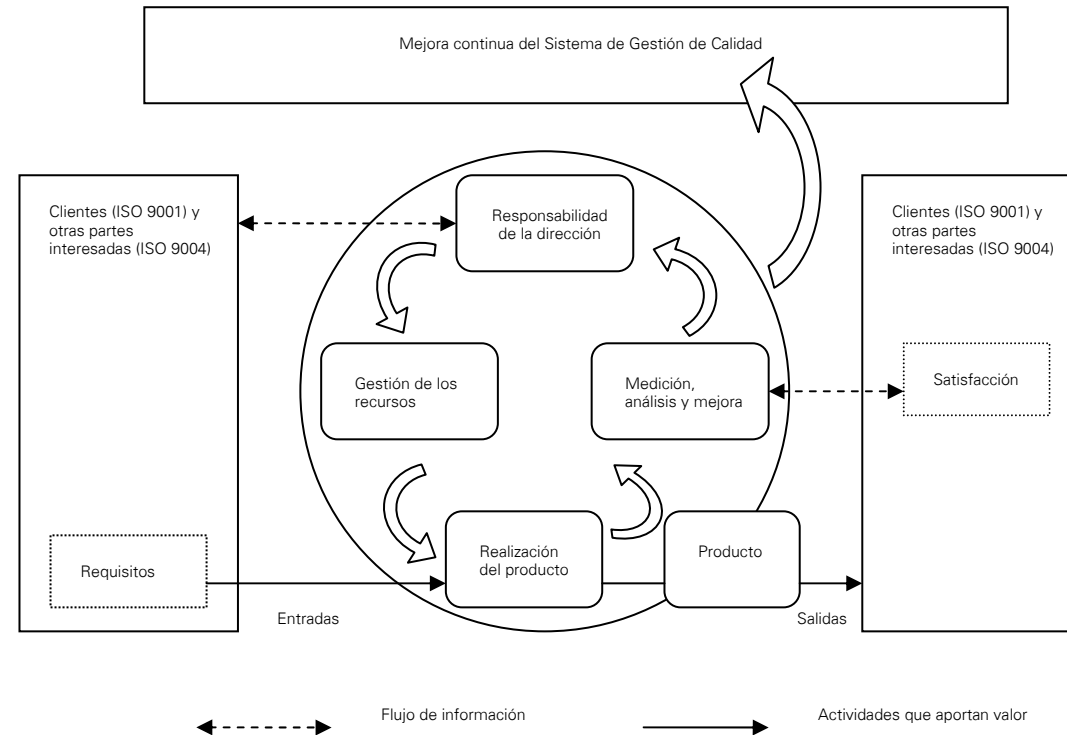 Mejora continua del Sistema de Gestión de Calidad
Clientes (ISO 9001) y
otras partes
interesadas (ISO 9004)
Responsabilidad
de la dirección
Clientes (ISO 9001) y
otras partes
interesadas (ISO 9004)
Gestión de los
recursos
Medición,
análisis y mejora
Satisfacción
Requisitos
Realización
del producto
Producto
Entradas
Salidas
Flujo de información
Actividades que aportan valor